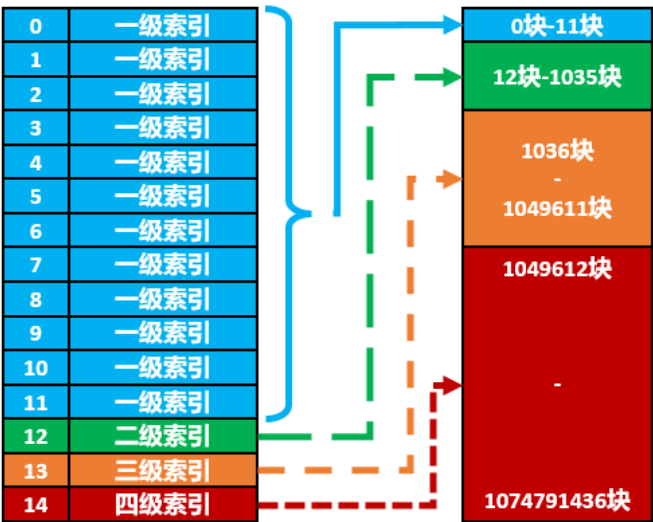 0 一级索引
1 一级索引
2 一级索引
3 一级索引
4 一级索引
5 一级索引
6 一级索引
7 一级索引
8 一级索引
9 一级索引
10 一级索引
11 一级索引
12 二级索引
13 三级索引
14 四级索引
0块-11块
12块-1035块
1036块
-
1049611块
1049612块
-
1074791436块